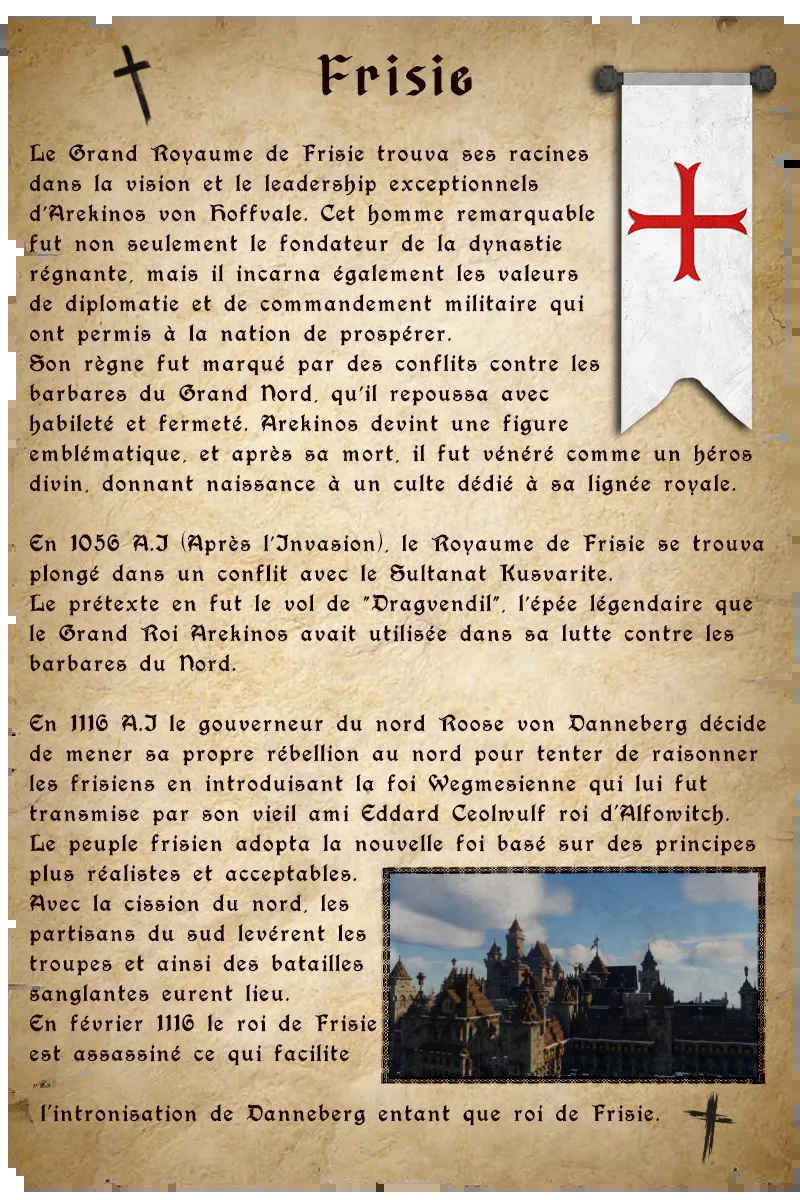 Frisie
Le Grand Royaume de Frisie trouva ses racines
dans la vision et le leadership exceptionnels
d'Arekinos von Hoffvale. Cet homme remarquable
fut non seulement le fondateur de la dynastie
régnante, mais il incarna également les valeurs
de diplomatie et de commandement militaire qui
ont permis à la nation de prospérer.
Son règne fut marqué par des conflits contre les
barbares du Grand Nord, qu'il repoussa avec
habileté et fermeté. Arekinos devint une figure
emblématique, et après sa mort, il fut vénéré comme un héros
divin, donnant naissance à un culte dédié à sa lignée royale.
En 1056 A.I (Après l'Invasion), le Royaume de Frisie se trouva
plongé dans un conflit avec le Sultanat Kusvarite.
Le prétexte en fut le vol de "Dragvendil", l'épée légendaire que
le Grand Roi Arekinos avait utilisée dans sa lutte contre les
barbares du Nord.
En 1116 A.I le gouverneur du nord Roose von Danneberg décide
de mener sa propre rébellion au nord pour tenter de raisonner
les frisiens en introduisant la foi Wegmesienne qui lui fut
transmise par son vieil ami Eddard Ceolwulf roi d'Alfowitch.
Le peuple frisien adopta la nouvelle foi basé sur des principes
plus réalistes et acceptables.
Avec la cission du nord, les
partisans du sud levérent les
troupes et ainsi des batailles
sanglantes eurent lieu.
En février 1116 le roi de Frisie
est assassiné ce qui facilite
l'intronisation de Danneberg entant que roi de Frisie.